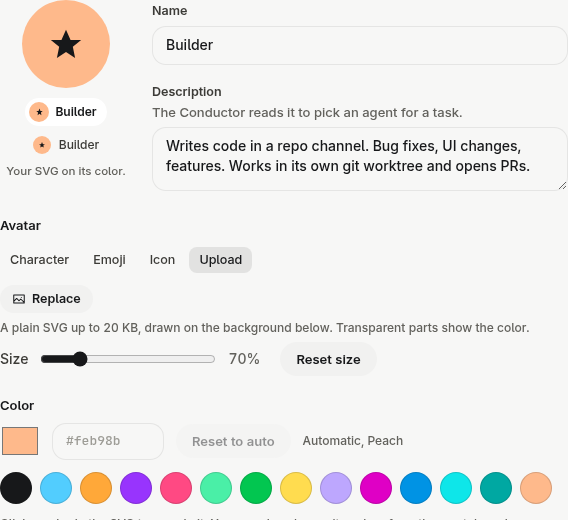 Name
Builder
Description
The Conductor reads it to pick an agent for a task.
Writes code in a repo channel. Bug fixes, UI changes,
features. Works in its own git worktree and opens PRs.
Builder
Builder
Your SVG on its color.
Avatar
Character Emoji Icon Upload
Replace
A plain SVG up to 20 KB, drawn on the background below. Transparent parts show the color.
Size 70% Reset size
Color
#feb98b Reset to auto Automatic, Peach